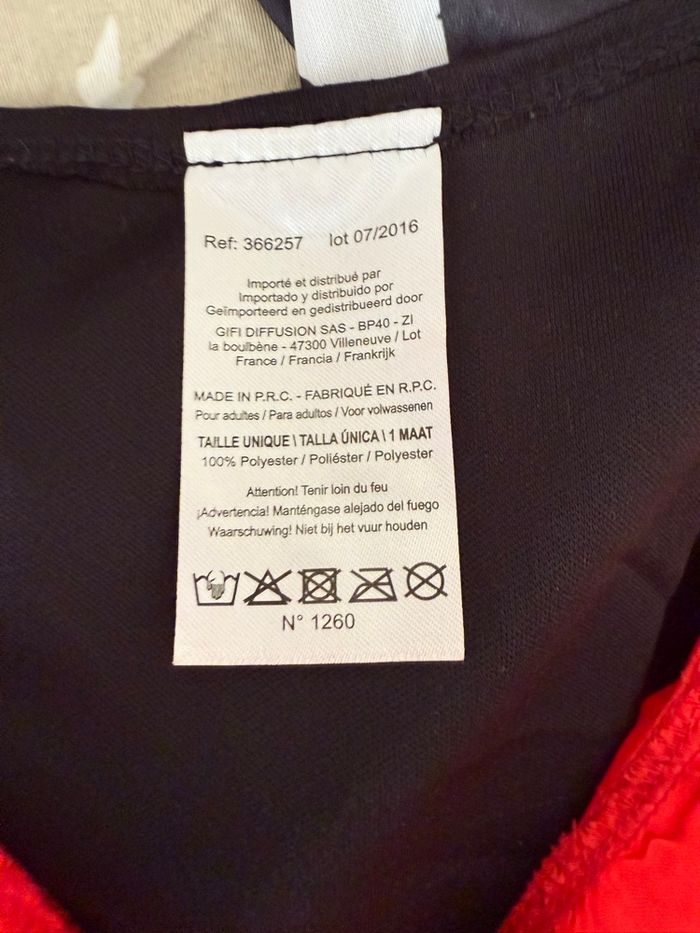 Ref: 366257 lot 07/2016
Importé et distribué par
Importado y distribuido por
Geïmporteerd en gedistribueerd door
GIFI DIFFUSION SAS - BP40 - ZI
la boulbène - 47300 Villeneuve / Lot
France / Francia / Frankrijk
MADE IN P.R.C. - FABRIQUÉ EN R.P.C.
Pour adultes / Para adultos / Voor volwassenen
TAILLE UNIQUE \ TALLA ÚNICA \ 1 MAAT
100% Polyester / Poliéster / Polyester
Attention! Tenir loin du feu
¡Advertencia! Manténgase alejado del fuego
Waarschuwing! Niet bij het vuur houden
N° 1260